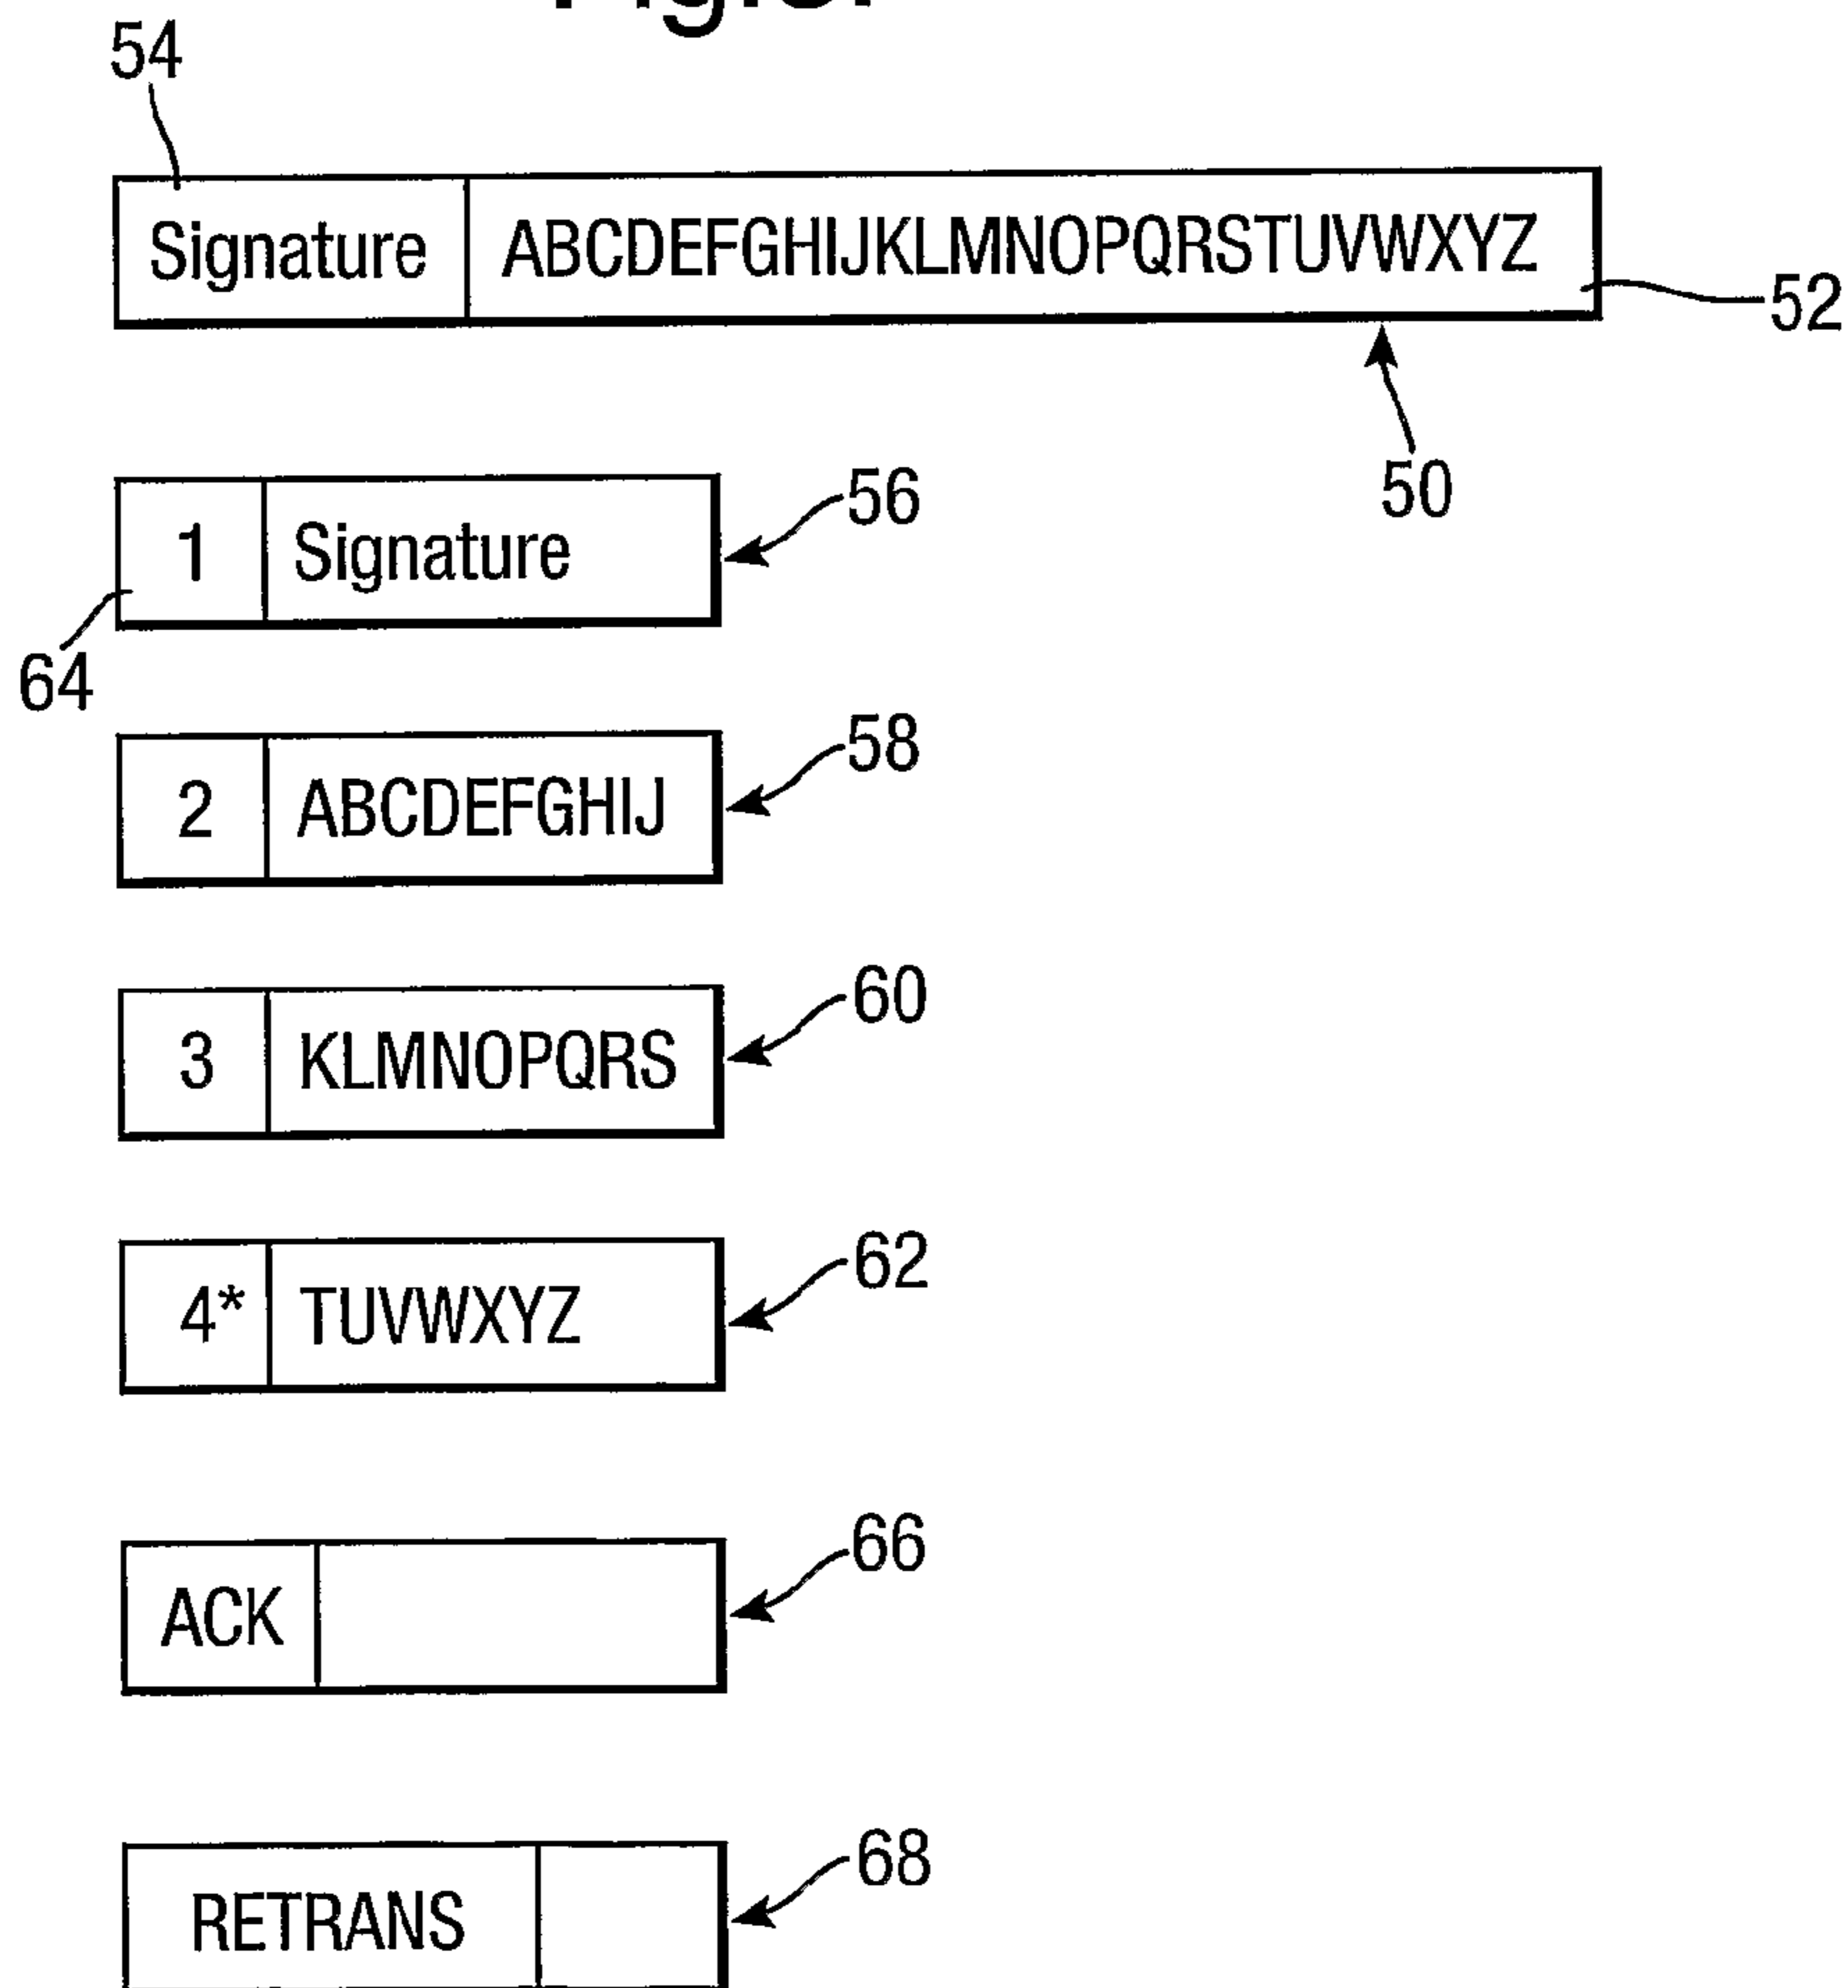 54
Signature ABCDEFGHIJKLMNOPQRSTUVWXYZ
52
50
1 Signature
56
64
2 ABCDEFGHIJ
58
3 KLMNOPQRS
60
4* TUVWXYZ
62
ACK
66
RETRANS
68